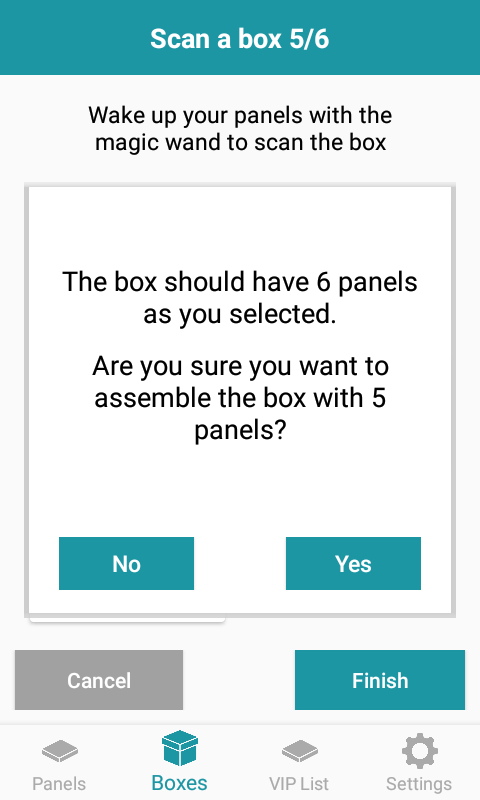 Scan a box 5/6
Wake up your panels with the
magic wand to scan the box
The box should have 6 panels
as you selected.
Are you sure you want to
assemble the box with 5
panels?
No
Yes
Cancel
Finish
Panels
Boxes
VIP List
Settings